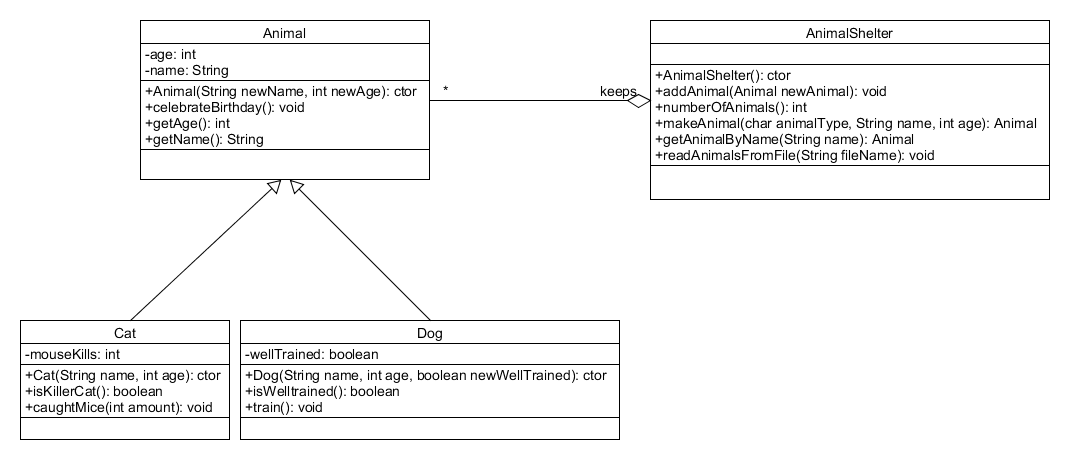 Animal
-age: int
-name: String
+Animal(String newName, int newAge): ctor
+celebrateBirthday(): void
+getAge(): int
+getName(): String
* keeps
AnimalShelter
+AnimalShelter(): ctor
+addAnimal(Animal newAnimal): void
+numberOfAnimals(): int
+makeAnimal(char animalType, String name, int age): Animal
+getAnimalByName(String name): Animal
+readAnimalsFromFile(String fileName): void
Cat
-mouseKills: int
+Cat(String name, int age): ctor
+isKillerCat(): boolean
+caughtMice(int amount): void
Dog
-wellTrained: boolean
+Dog(String name, int age, boolean newWellTrained): ctor
+isWelltrained(): boolean
+train(): void